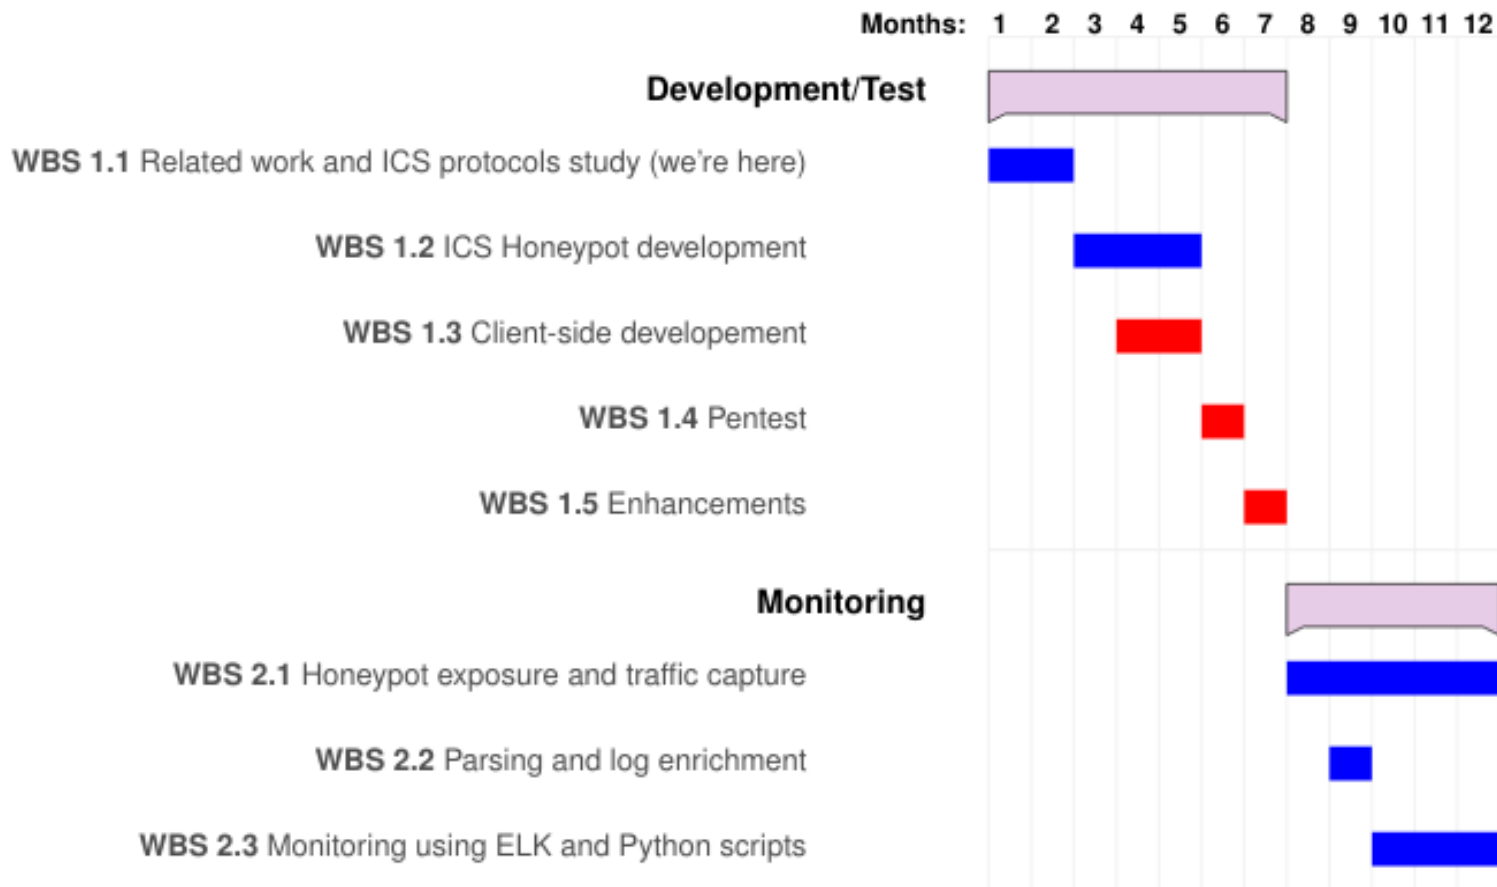 Months: 1 2 3 4 5 6 7 8 9 10 11 12
Development/Test
WBS 1.1 Related work and ICS protocols study (we're here)
WBS 1.2 ICS Honeypot development
WBS 1.3 Client-side developement
WBS 1.4 Pentest
WBS 1.5 Enhancements
Monitoring
WBS 2.1 Honeypot exposure and traffic capture
WBS 2.2 Parsing and log enrichment
WBS 2.3 Monitoring using ELK and Python scripts